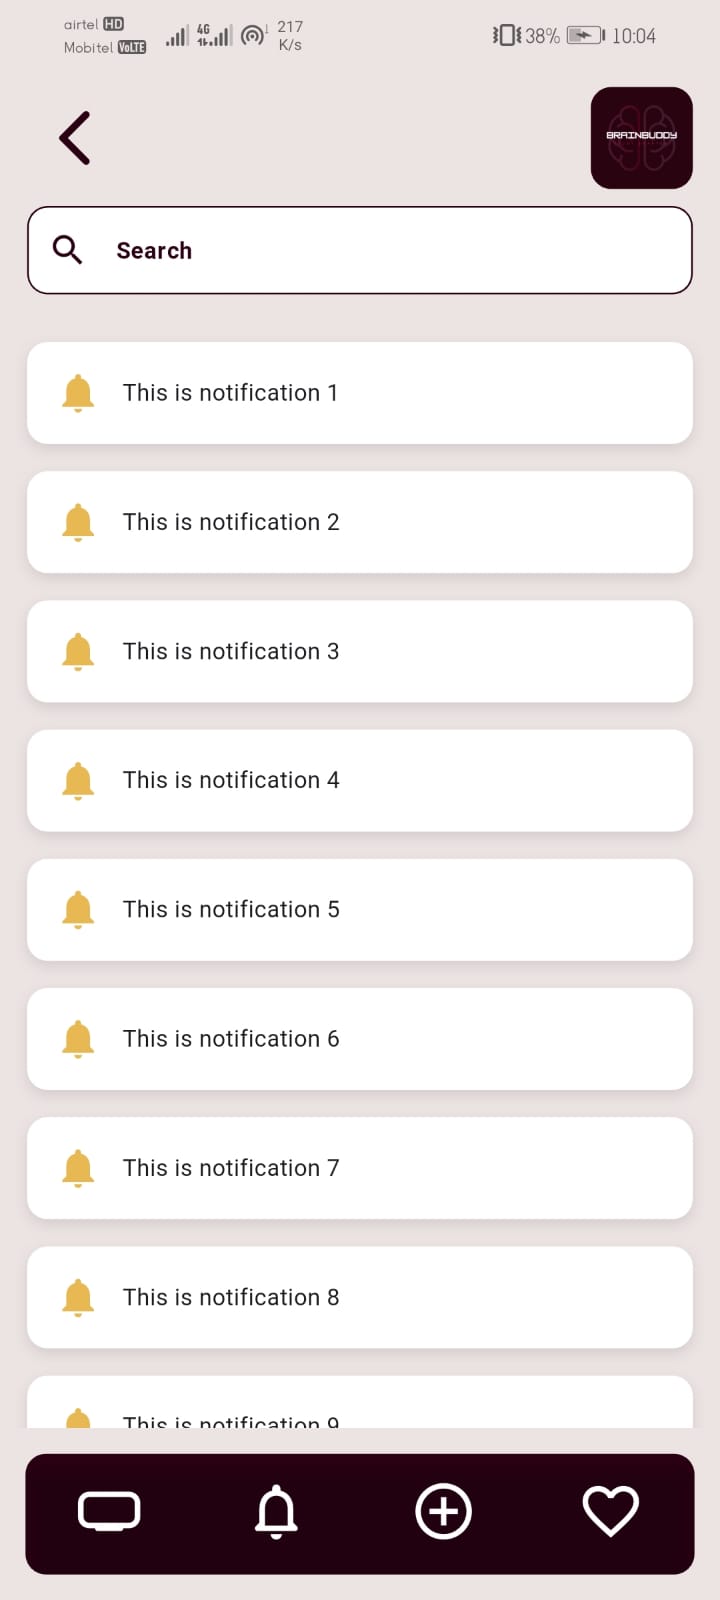 airtel HD
Mobitel VoLTE
4G
217
K/s
38%
10:04
BRAINBUDDY
Search
This is notification 1
This is notification 2
This is notification 3
This is notification 4
This is notification 5
This is notification 6
This is notification 7
This is notification 8
This is notification 9